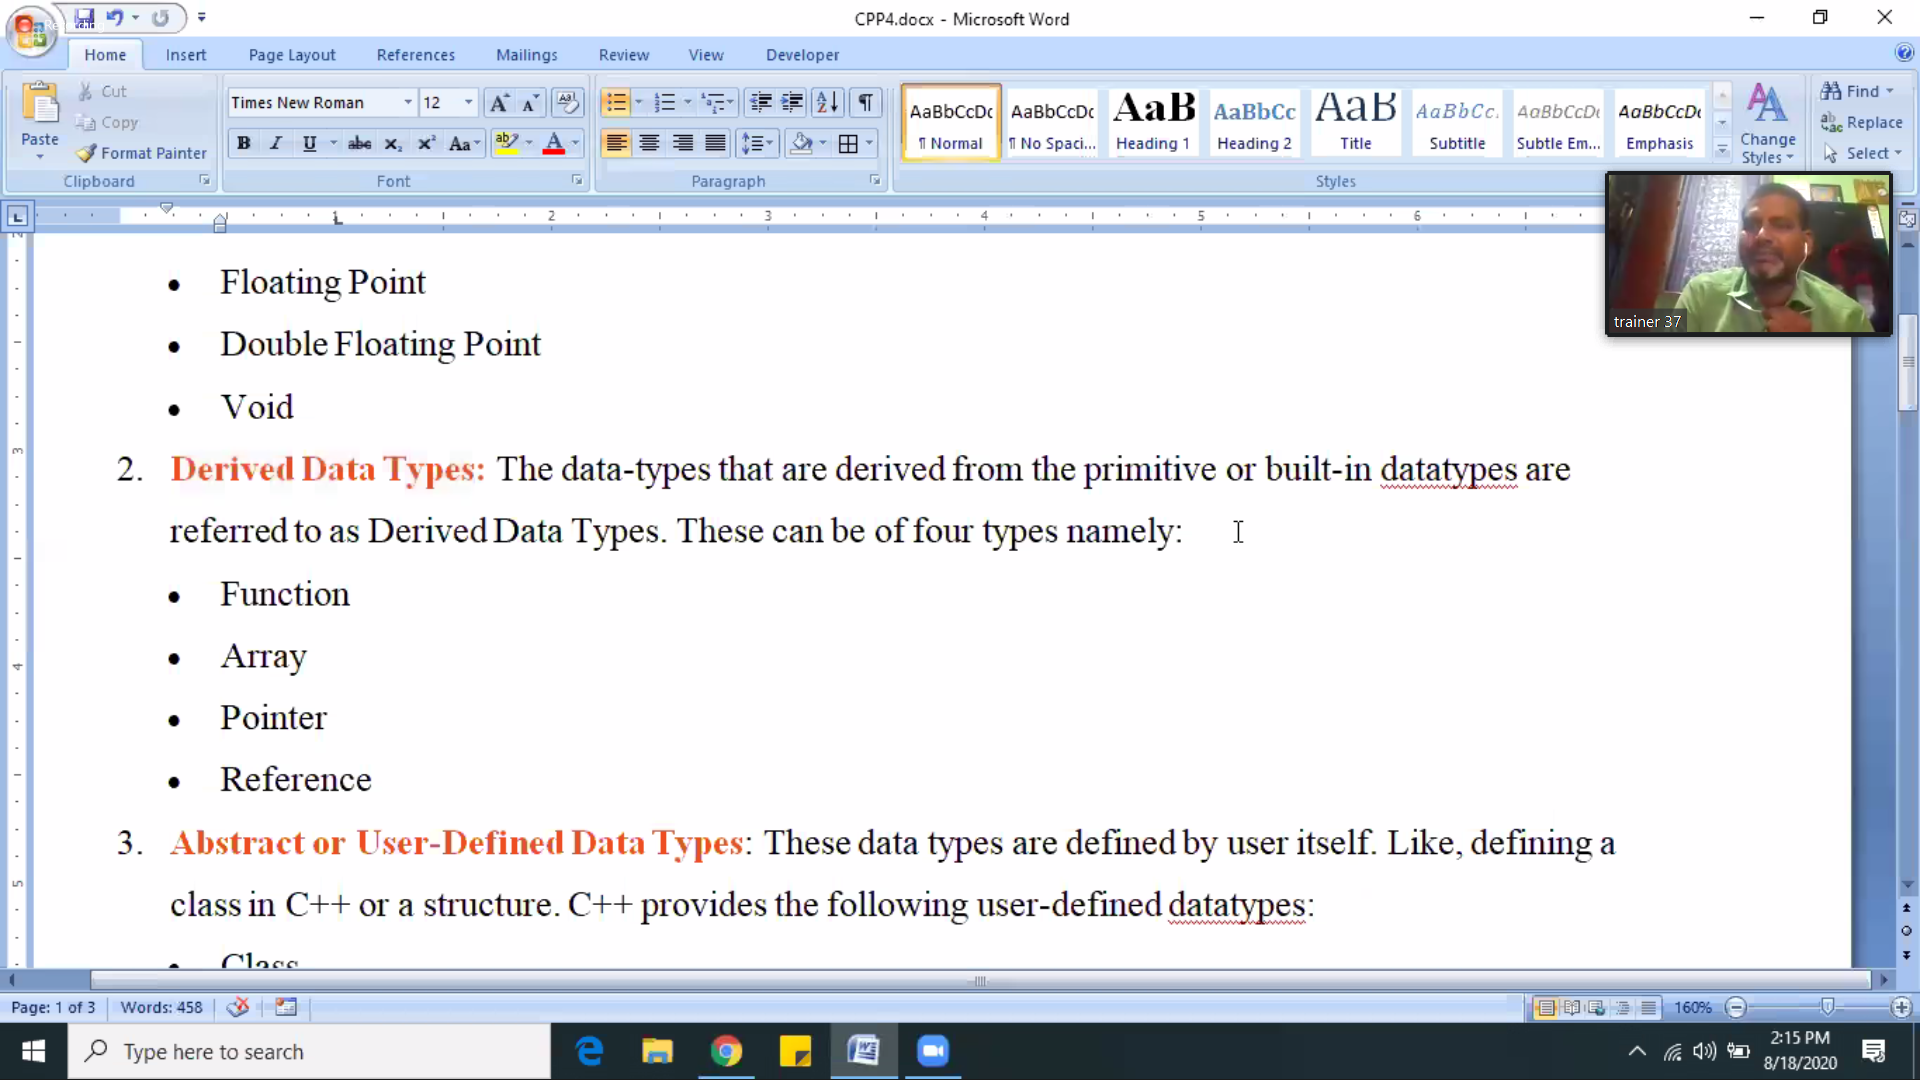 CPP4.docx - Microsoft Word
Home Insert Page Layout References Mailings Review View Developer
Paste
Cut
Copy
Format Painter
Clipboard
Times New Roman 12
Font
Paragraph
AaBbCcDc AaBbCcDc AaB AaBbCc AaB AaBbCc. AaBbCcDc AaBbCcDc
¶ Normal ¶ No Spaci... Heading 1 Heading 2 Title Subtitle Subtle Em... Emphasis
Styles
Change Styles
Find
Replace
Select
1 2 3 4 5 6
trainer 37
• Floating Point
• Double Floating Point
• Void
2. Derived Data Types: The data-types that are derived from the primitive or built-in datatypes are
referred to as Derived Data Types. These can be of four types namely:
• Function
• Array
• Pointer
• Reference
3. Abstract or User-Defined Data Types: These data types are defined by user itself. Like, defining a
class in C++ or a structure. C++ provides the following user-defined datatypes:
• Class
Page: 1 of 3 Words: 458 160%
Type here to search
2:15 PM
8/18/2020